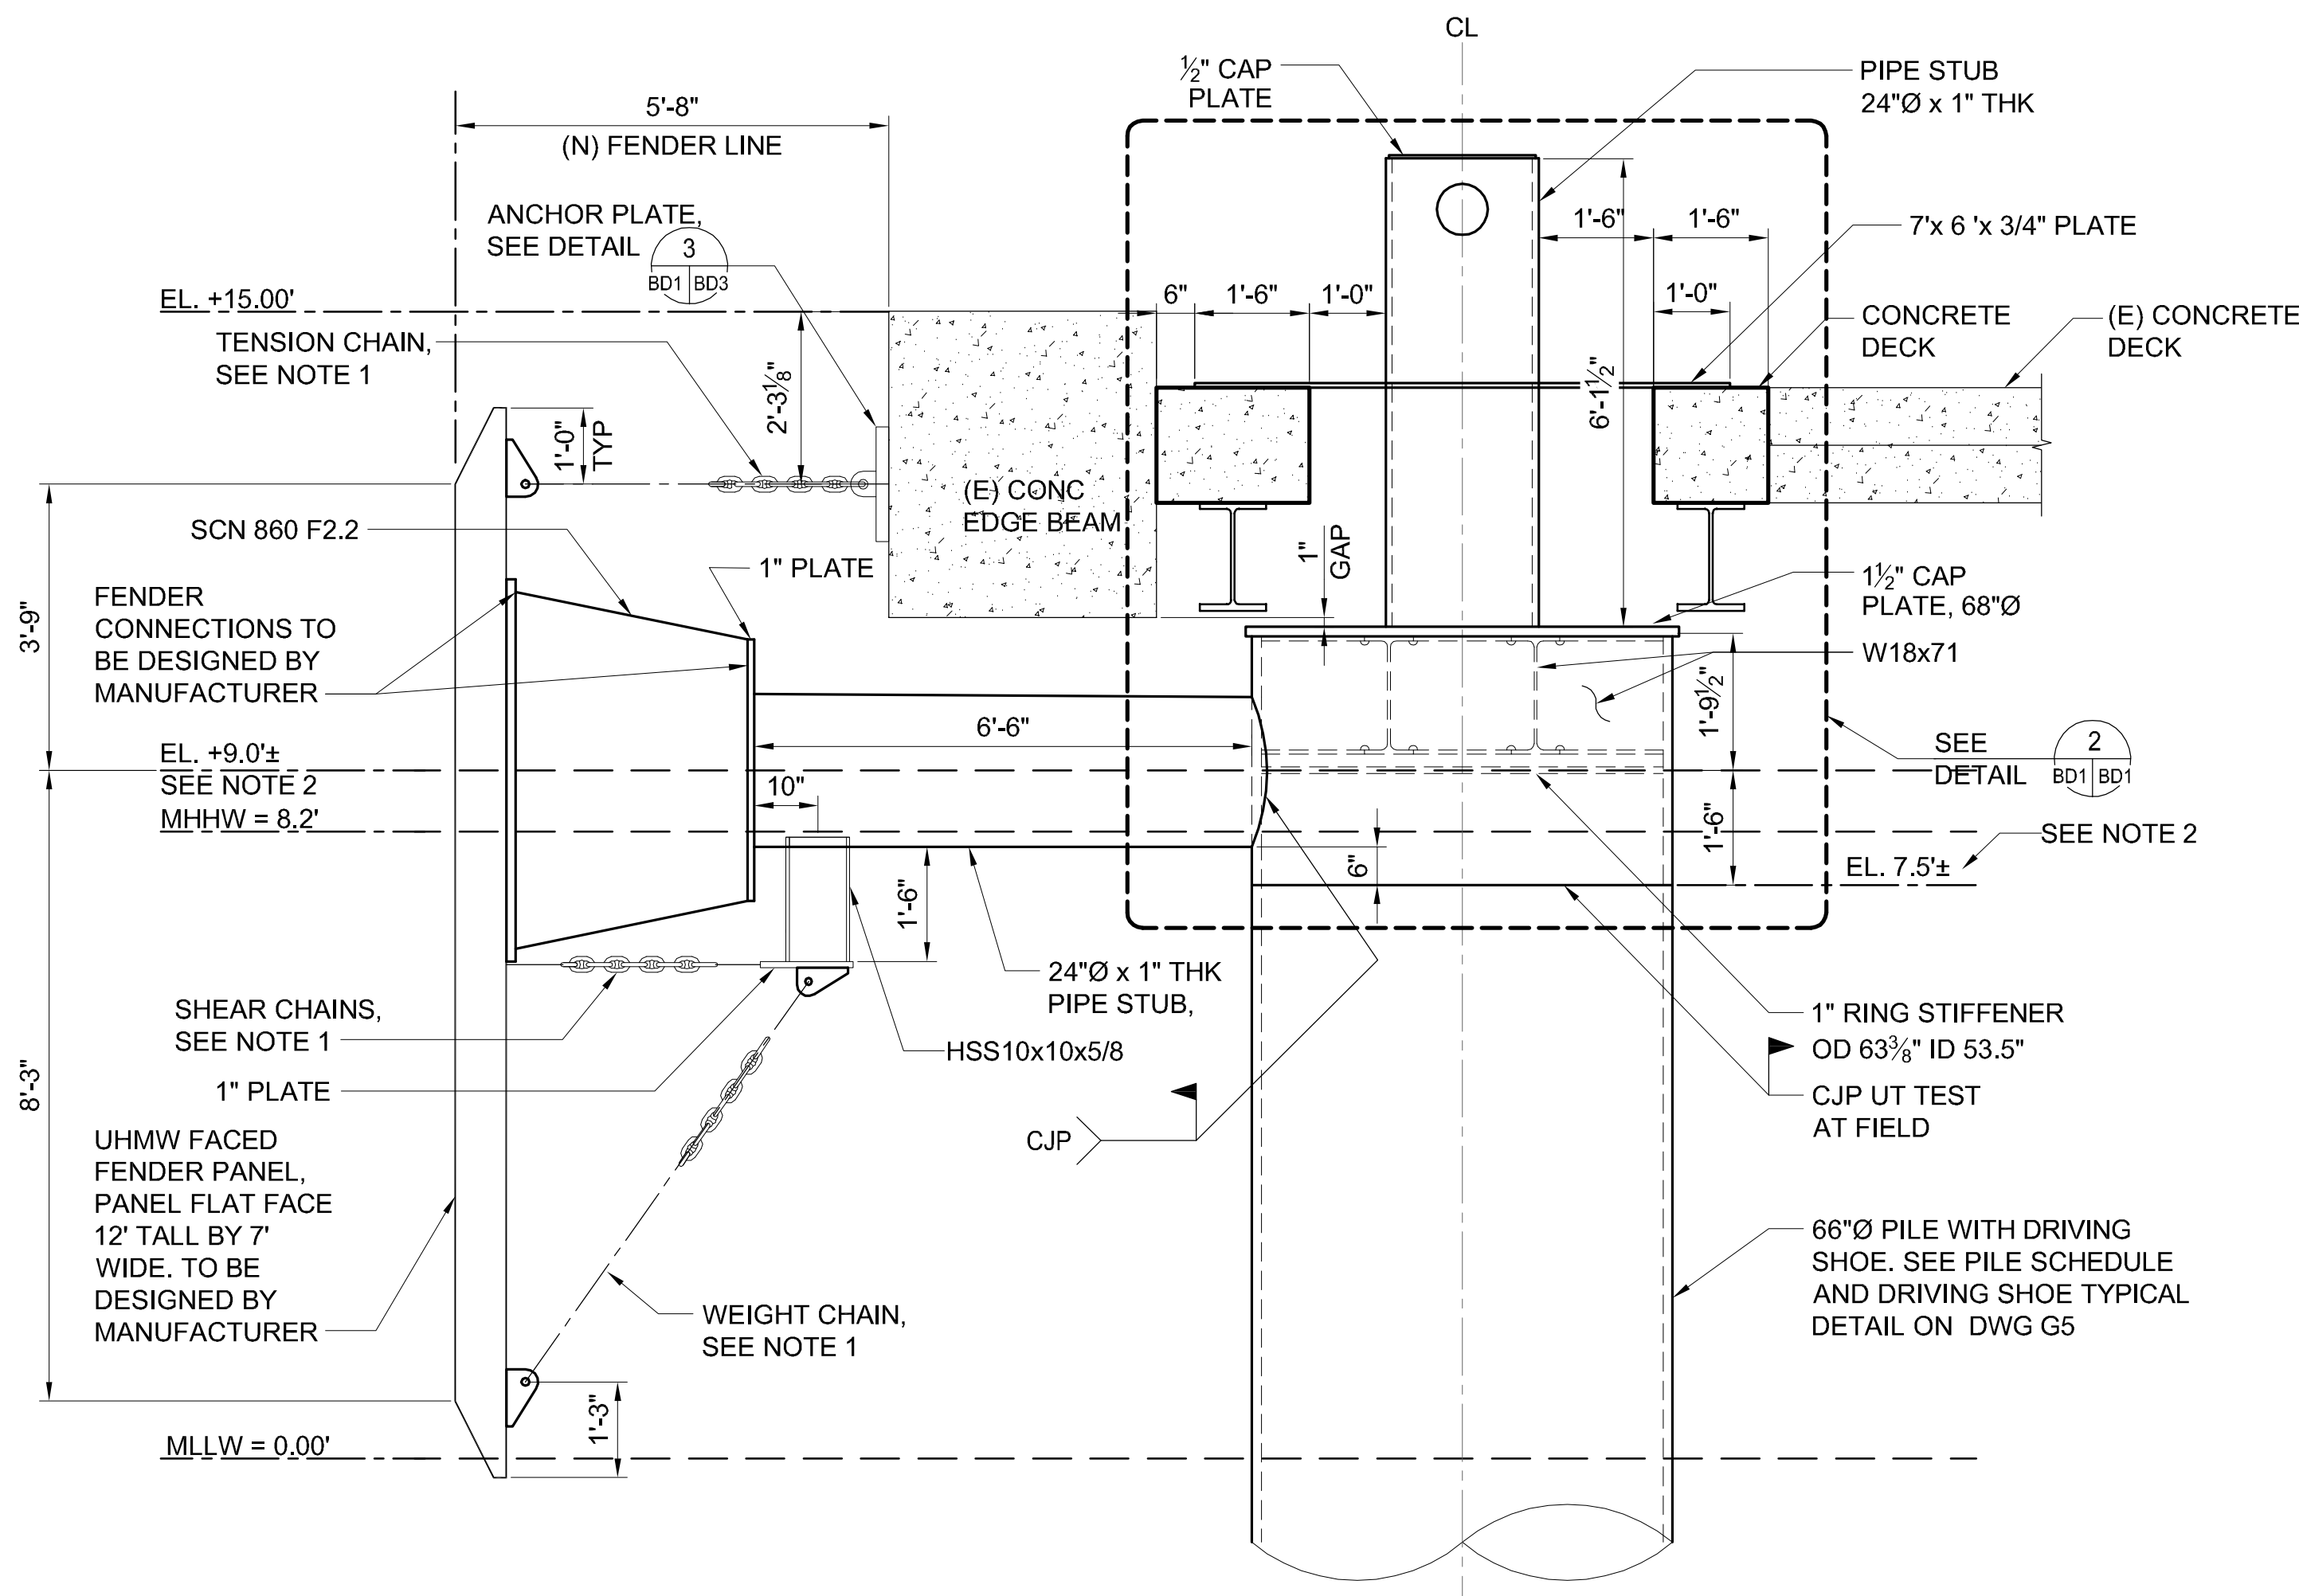 CL
½" CAP
PLATE
PIPE STUB
24"Ø x 1" THK
5'-8"
(N) FENDER LINE
ANCHOR PLATE,
SEE DETAIL
3
BD1 BD3
1'-6"
1'-6"
7'x 6 'x 3/4" PLATE
EL. +15.00'
6"
1'-6"
1'-0"
1'-0"
CONCRETE
DECK
(E) CONCRETE
DECK
TENSION CHAIN,
SEE NOTE 1
2'-3⅛"
6'-1½"
1'-0"
TYP
(E) CONC
EDGE BEAM
SCN 860 F2.2
1" PLATE
1"
GAP
1½" CAP
PLATE, 68"Ø
FENDER
CONNECTIONS TO
BE DESIGNED BY
MANUFACTURER
3'-9"
W18x71
1'-9½"
6'-6"
EL. +9.0'±
SEE NOTE 2
10"
SEE
DETAIL
2
BD1 BD1
MHHW = 8.2'
1'-6"
SEE NOTE 2
6"
EL. 7.5'±
1'-6"
24"Ø x 1" THK
PIPE STUB,
SHEAR CHAINS,
SEE NOTE 1
HSS10x10x5/8
1" RING STIFFENER
OD 63⅜" ID 53.5"
1" PLATE
8'-3"
CJP UT TEST
AT FIELD
CJP
UHMW FACED
FENDER PANEL,
PANEL FLAT FACE
12' TALL BY 7'
WIDE. TO BE
DESIGNED BY
MANUFACTURER
66"Ø PILE WITH DRIVING
SHOE. SEE PILE SCHEDULE
AND DRIVING SHOE TYPICAL
DETAIL ON DWG G5
WEIGHT CHAIN,
SEE NOTE 1
1'-3"
MLLW = 0.00'